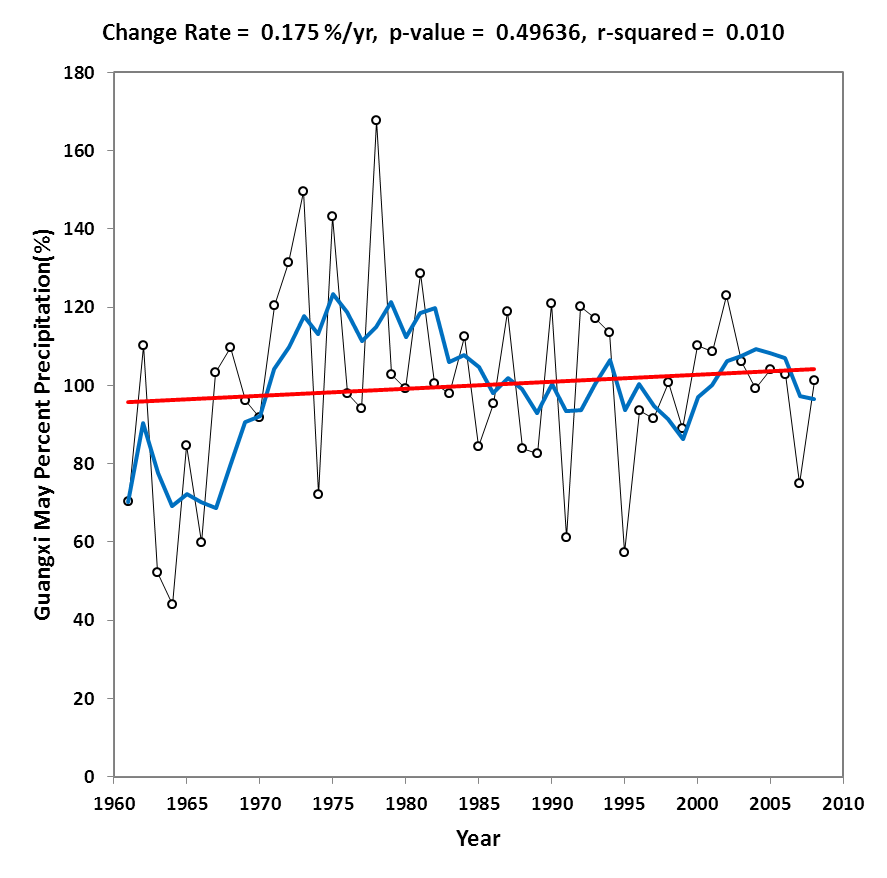 Change Rate = 0.175 %/yr, p-value = 0.49636, r-squared = 0.010
180
160
140
120
100
80
60
40
20
0
Guangxi May Percent Precipitation(%)
1960 1965 1970 1975 1980 1985 1990 1995 2000 2005 2010
Year